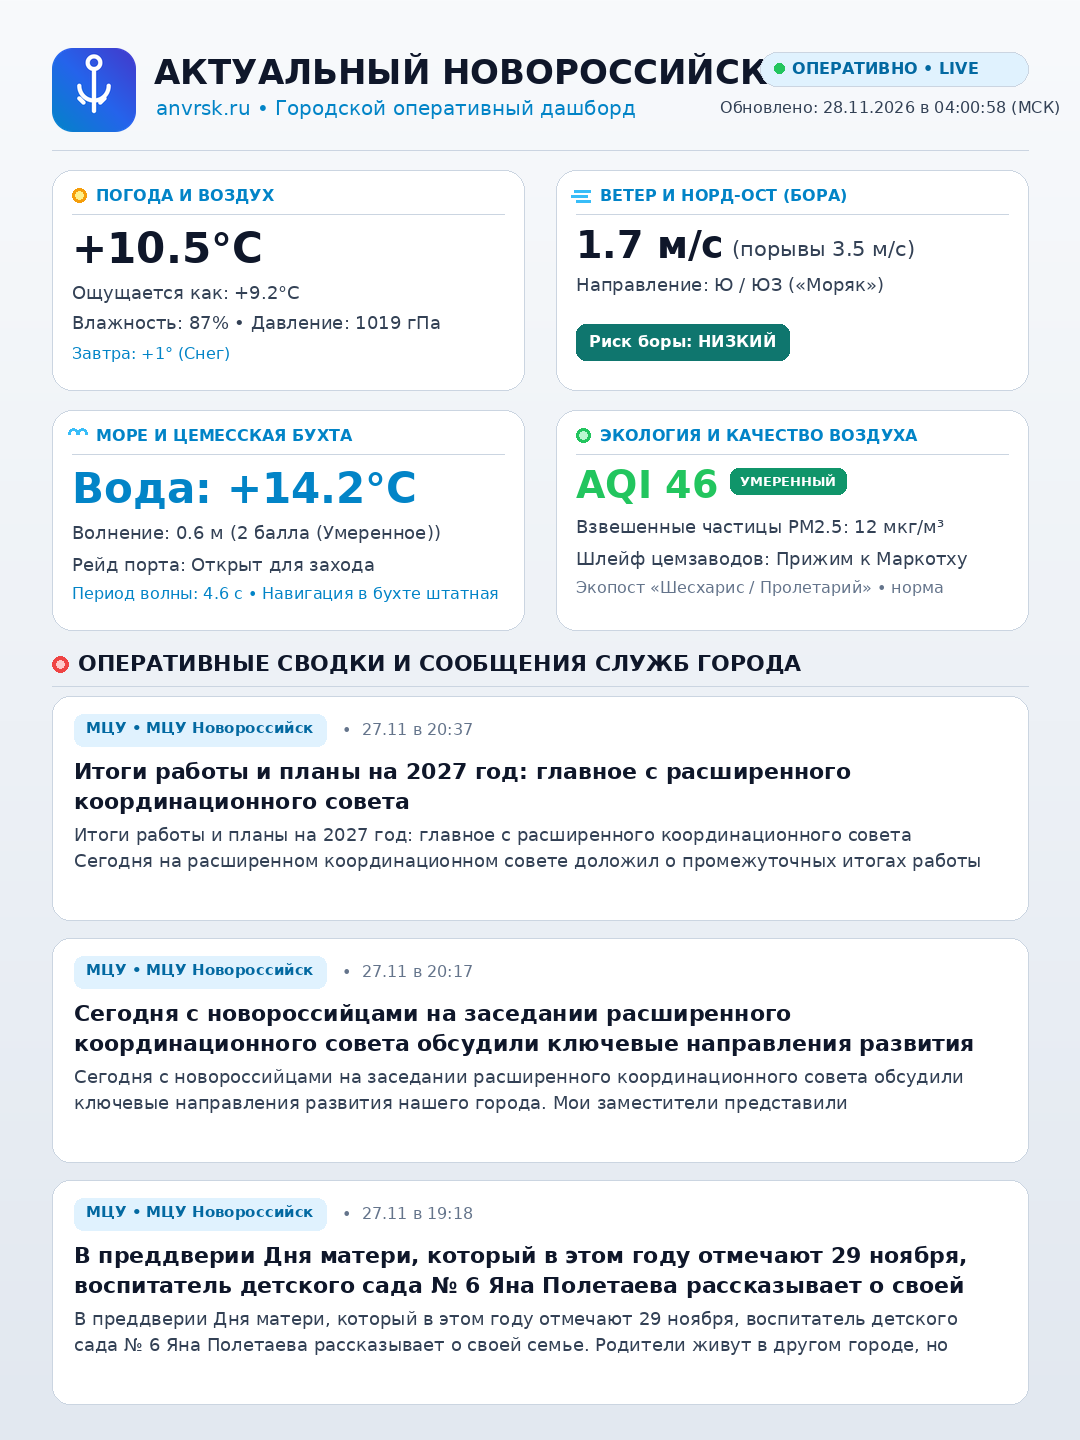 АКТУАЛЬНЫЙ НОВОРОССИЙСК
ОПЕРАТИВНО • LIVE
anvrsk.ru • Городской оперативный дашборд
Обновлено: 28.11.2026 в 04:00:58 (МСК)
ПОГОДА И ВОЗДУХ
+10.5°C
Ощущается как: +9.2°C
Влажность: 87% • Давление: 1019 гПа
Завтра: +1° (Снег)
ВЕТЕР И НОРД-ОСТ (БОРА)
1.7 м/с (порывы 3.5 м/с)
Направление: Ю / ЮЗ («Моряк»)
Риск боры: НИЗКИЙ
МОРЕ И ЦЕМЕССКАЯ БУХТА
Вода: +14.2°C
Волнение: 0.6 м (2 балла (Умеренное))
Рейд порта: Открыт для захода
Период волны: 4.6 с • Навигация в бухте штатная
ЭКОЛОГИЯ И КАЧЕСТВО ВОЗДУХА
AQI 46 УМЕРЕННЫЙ
Взвешенные частицы PM2.5: 12 мкг/м³
Шлейф цемзаводов: Прижим к Маркотху
Экопост «Шесхарис / Пролетарий» • норма
ОПЕРАТИВНЫЕ СВОДКИ И СООБЩЕНИЯ СЛУЖБ ГОРОДА
МЦУ • МЦУ Новороссийск • 27.11 в 20:37
Итоги работы и планы на 2027 год: главное с расширенного
координационного совета
Итоги работы и планы на 2027 год: главное с расширенного координационного совета
Сегодня на расширенном координационном совете доложил о промежуточных итогах работы
МЦУ • МЦУ Новороссийск • 27.11 в 20:17
Сегодня с новороссийцами на заседании расширенного
координационного совета обсудили ключевые направления развития
Сегодня с новороссийцами на заседании расширенного координационного совета обсудили
ключевые направления развития нашего города. Мои заместители представили
МЦУ • МЦУ Новороссийск • 27.11 в 19:18
В преддверии Дня матери, который в этом году отмечают 29 ноября,
воспитатель детского сада № 6 Яна Полетаева рассказывает о своей
В преддверии Дня матери, который в этом году отмечают 29 ноября, воспитатель детского
сада № 6 Яна Полетаева рассказывает о своей семье. Родители живут в другом городе, но